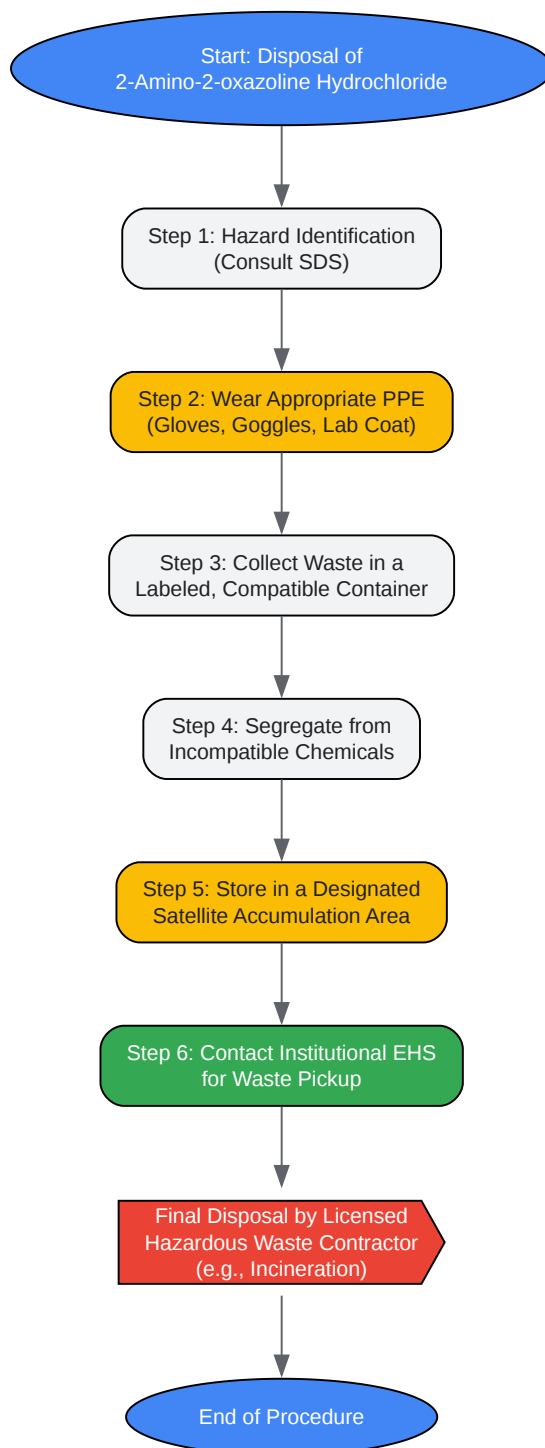 Start: Disposal of
2-Amino-2-oxazoline Hydrochloride
Step 1: Hazard Identification
(Consult SDS)
Step 2: Wear Appropriate PPE
(Gloves, Goggles, Lab Coat)
Step 3: Collect Waste in a
Labeled, Compatible Container
Step 4: Segregate from
Incompatible Chemicals
Step 5: Store in a Designated
Satellite Accumulation Area
Step 6: Contact Institutional EHS
for Waste Pickup
Final Disposal by Licensed
Hazardous Waste Contractor
(e.g., Incineration)
End of Procedure